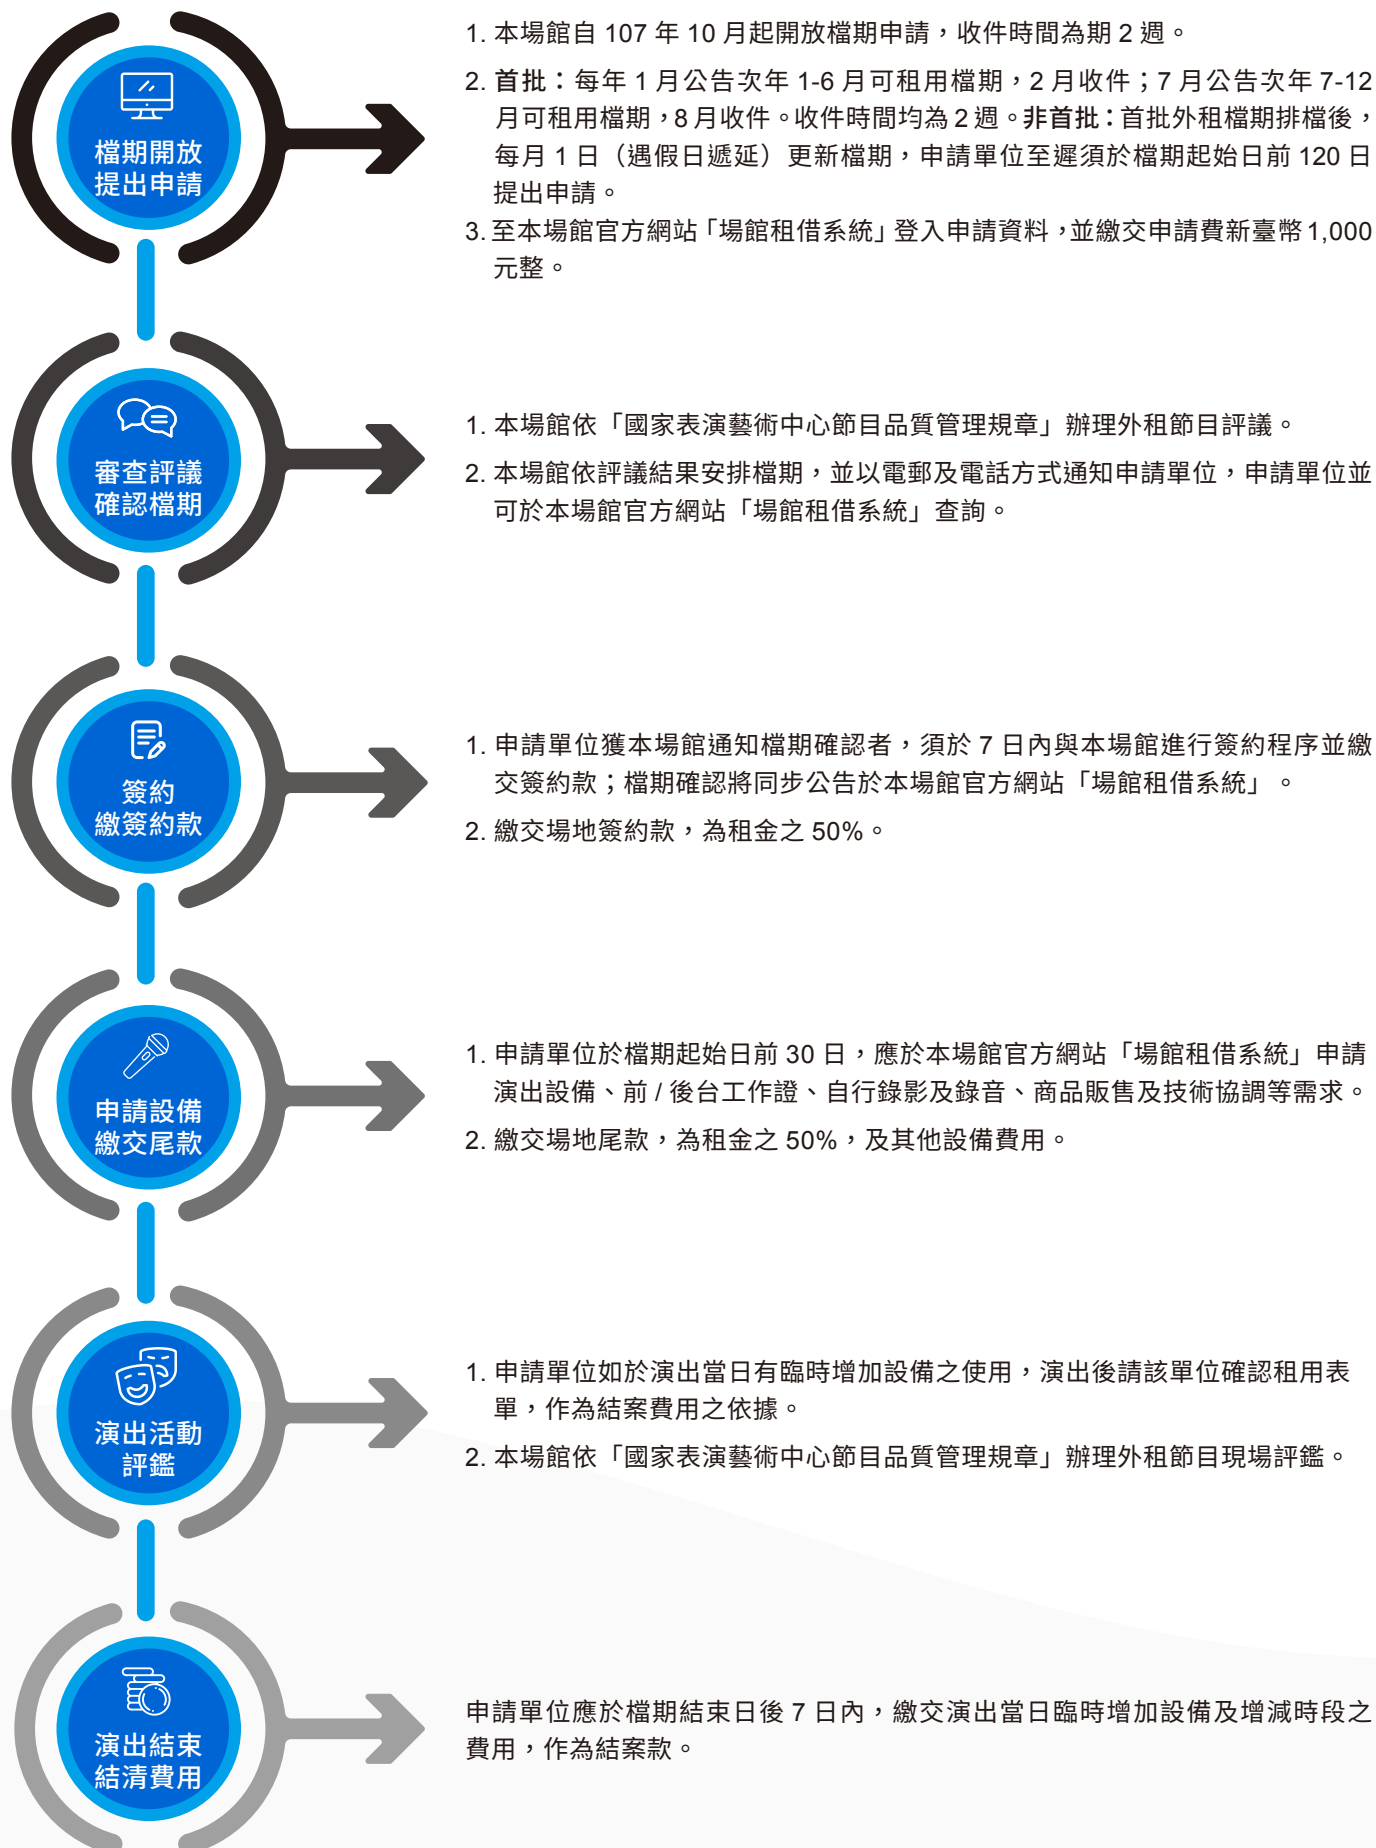 檔期開放
提出申請
1. 本場館自 107 年 10 月起開放檔期申請，收件時間為期 2 週。
2. 首批：每年 1 月公告次年 1-6 月可租用檔期，2 月收件；7 月公告次年 7-12
月可租用檔期，8 月收件。收件時間均為 2 週。非首批：首批外租檔期排檔後，
每月 1 日（遇假日遞延）更新檔期，申請單位至遲須於檔期起始日前 120 日
提出申請。
3. 至本場館官方網站「場館租借系統」登入申請資料，並繳交申請費新臺幣 1,000
元整。
審查評議
確認檔期
1. 本場館依「國家表演藝術中心節目品質管理規章」辦理外租節目評議。
2. 本場館依評議結果安排檔期，並以電郵及電話方式通知申請單位，申請單位並
可於本場館官方網站「場館租借系統」查詢。
簽約
繳簽約款
1. 申請單位獲本場館通知檔期確認者，須於 7 日內與本場館進行簽約程序並繳
交簽約款；檔期確認將同步公告於本場館官方網站「場館租借系統」。
2. 繳交場地簽約款，為租金之 50%。
申請設備
繳交尾款
1. 申請單位於檔期起始日前 30 日，應於本場館官方網站「場館租借系統」申請
演出設備、前 / 後台工作證、自行錄影及錄音、商品販售及技術協調等需求。
2. 繳交場地尾款，為租金之 50%，及其他設備費用。
演出活動
評鑑
1. 申請單位如於演出當日有臨時增加設備之使用，演出後請該單位確認租用表
單，作為結案費用之依據。
2. 本場館依「國家表演藝術中心節目品質管理規章」辦理外租節目現場評鑑。
演出結束
結清費用
申請單位應於檔期結束日後 7 日內，繳交演出當日臨時增加設備及增減時段之
費用，作為結案款。